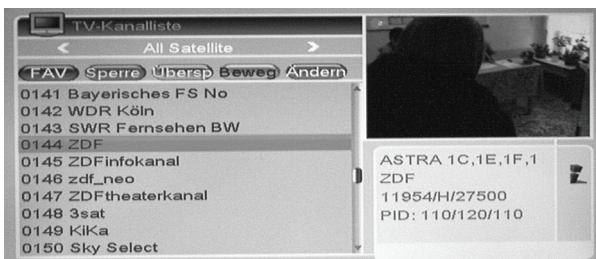 TV-Kanalliste
All Satellite
FAV Sperre Übersp Beweg Ändern
0141 Bayerisches FS No
0142 WDR Köln
0143 SWR Fernsehen BW
0144 ZDF
0145 ZDFinfokanal
0146 zdf_neo
0147 ZDFtheaterkanal
0148 3sat
0149 KiKa
0150 Sky Select
ASTRA 1C,1E,1F,1
ZDF
11954/H/27500
PID: 110/120/110